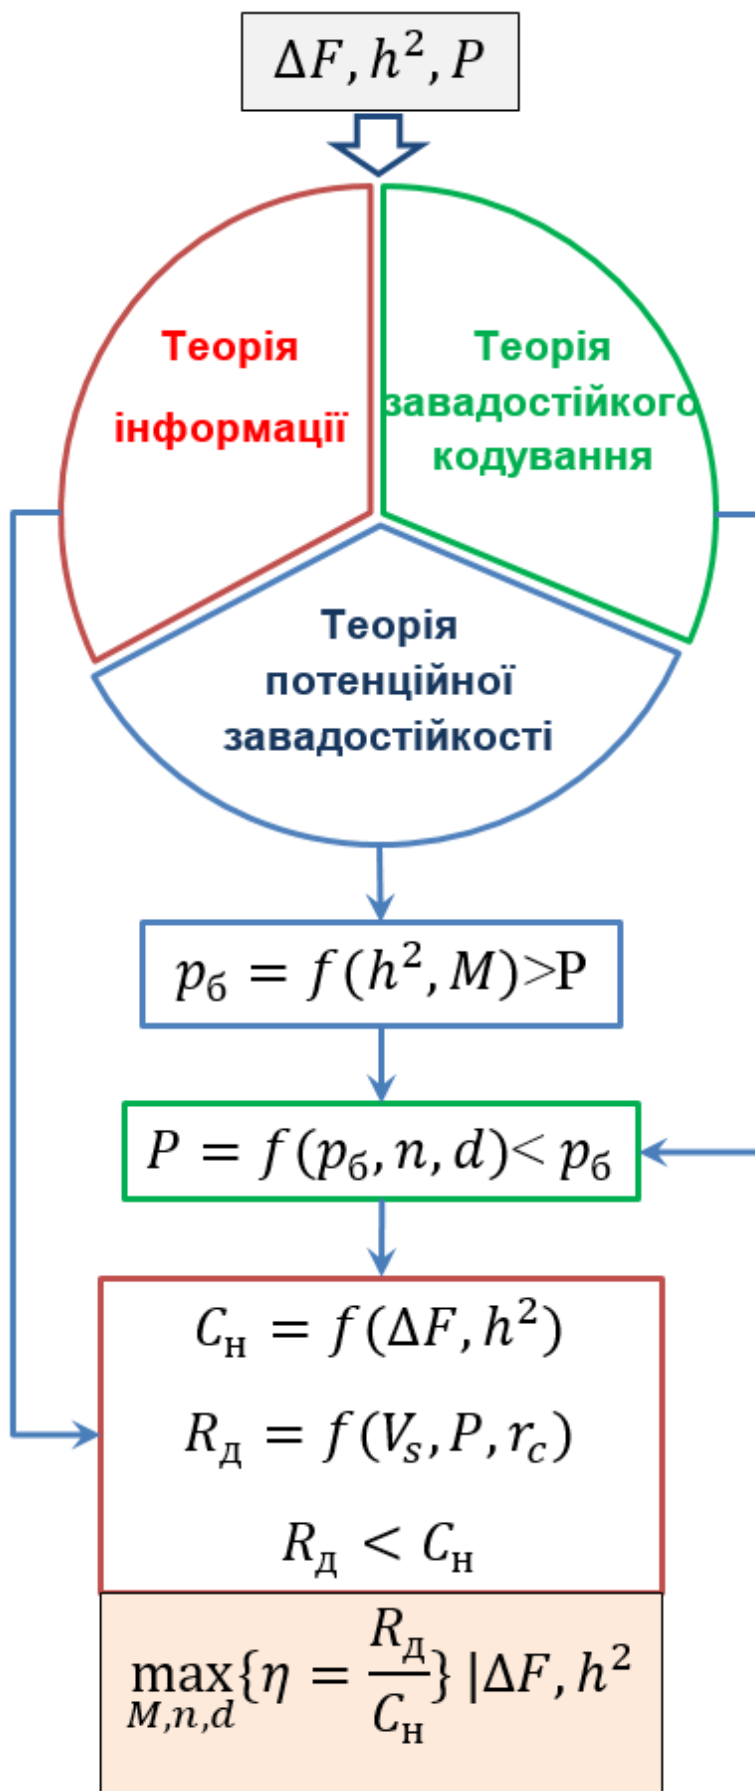 ΔF, h², P
Теорія
інформації
Теорія
завадостійкого
кодування
Теорія
потенційної
завадостійкості
p_б = f(h², M)>P
P = f(p_б, n, d)< p_б
C_н = f(ΔF, h²)
R_д = f(V_s, P, r_c)
R_д < C_н
max_{M,n,d} {η = R_д/C_н} |ΔF, h²